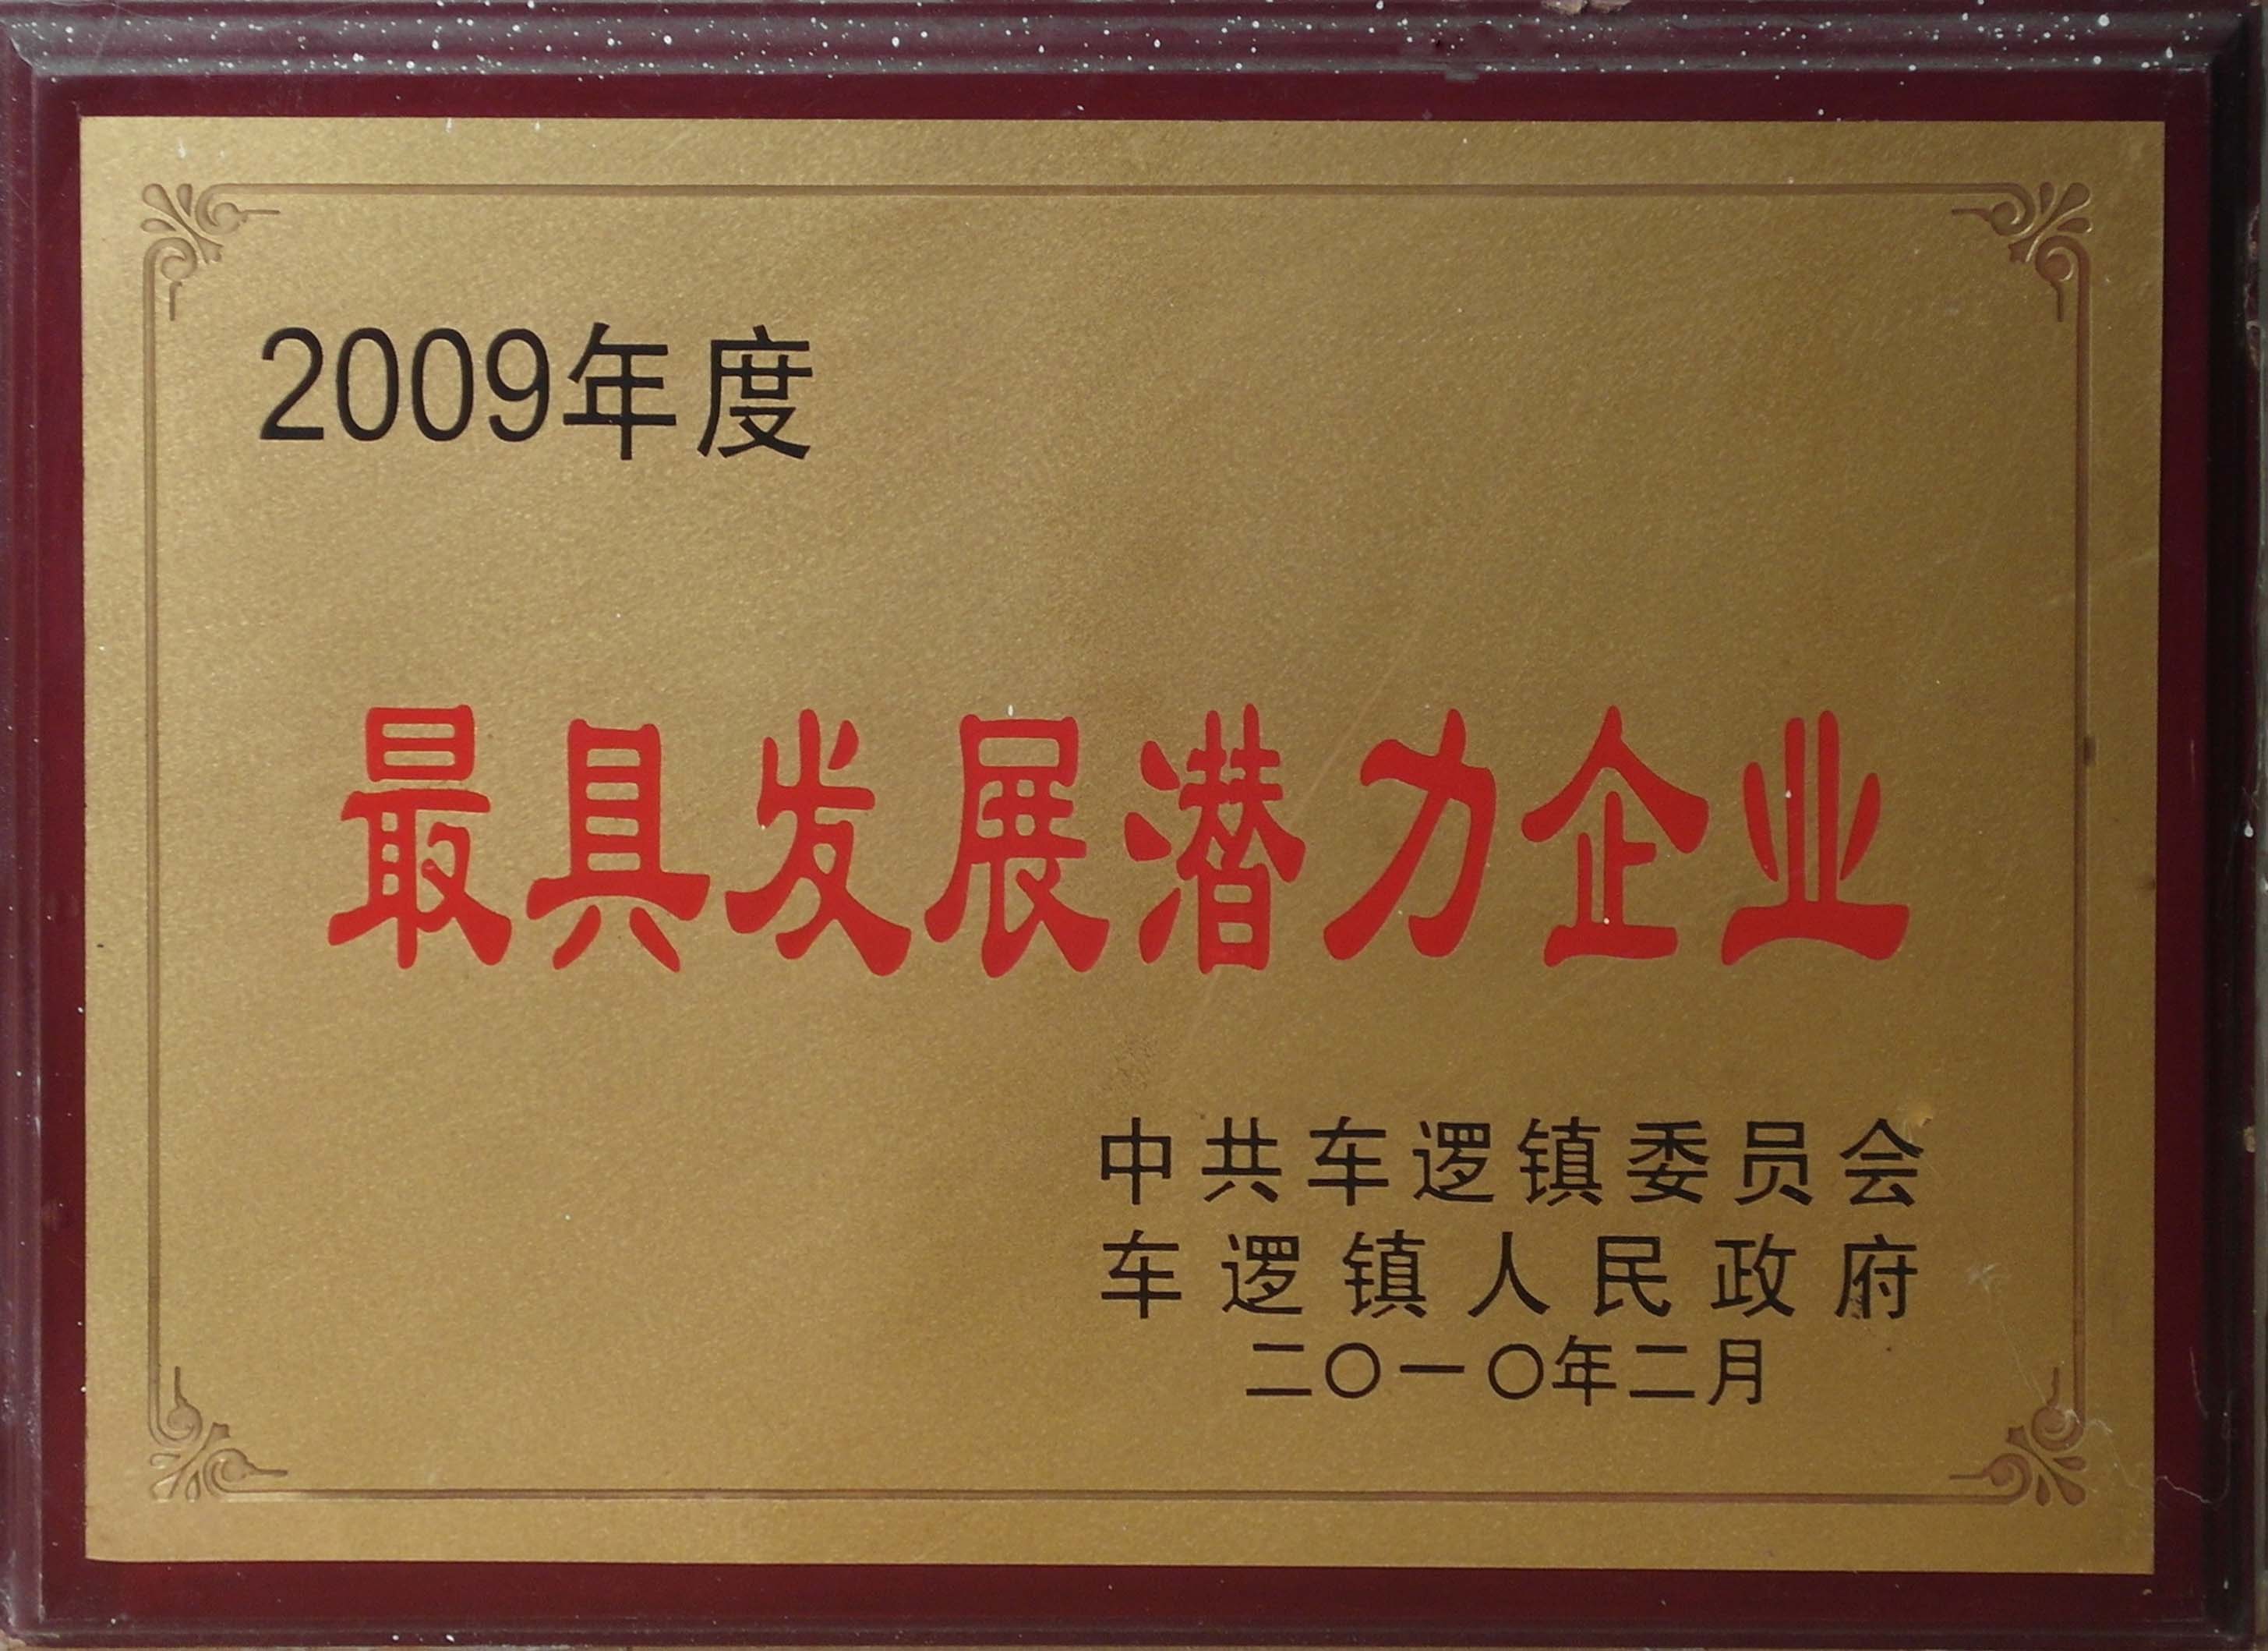 2009年度
最具发展潜力企业
中共车逻镇委员会
车逻镇人民政府
二〇一〇年二月